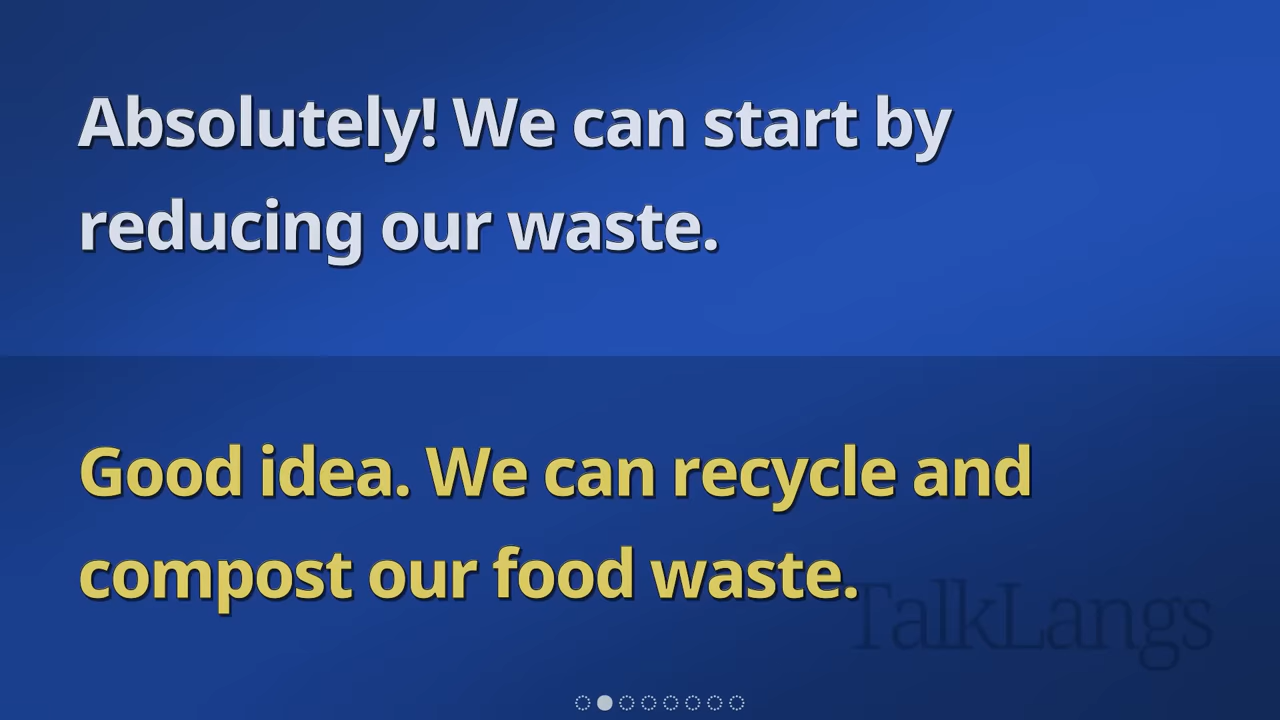 Absolutely! We can start by
reducing our waste.
Good idea. We can recycle and
compost our food waste.
TalkLangs